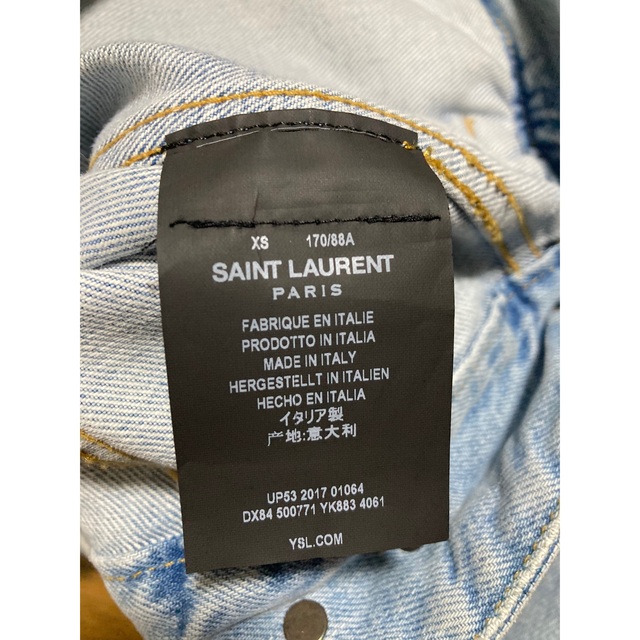 XS 170/88A
SAINT LAURENT
PARIS
FABRIQUE EN ITALIE
PRODOTTO IN ITALIA
MADE IN ITALY
HERGESTELLT IN ITALIEN
HECHO EN ITALIA
イタリア製
产地:意大利
UP53 2017 01064
DX84 500771 YK883 4061
YSL.COM